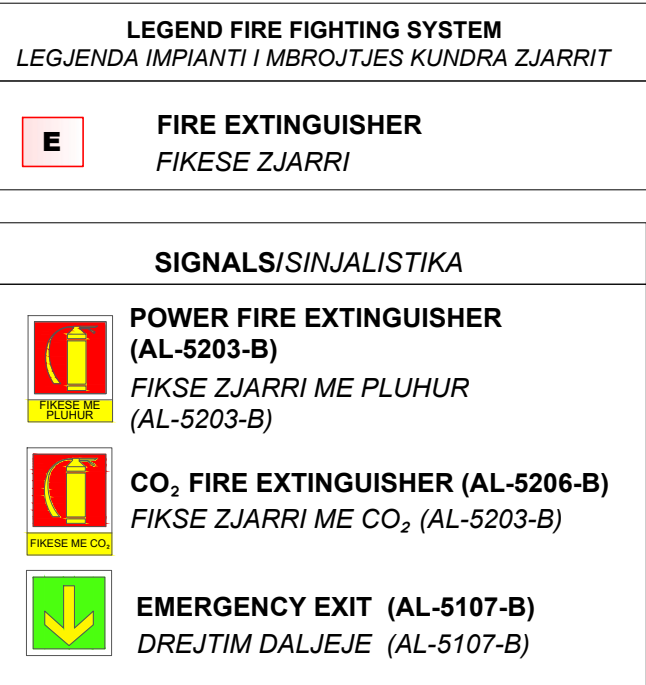 LEGEND FIRE FIGHTING SYSTEM
LEGJENDA IMPIANTI I MBROJTJES KUNDRA ZJARRIT
E
FIRE EXTINGUISHER
FIKESE ZJARRI
SIGNALS/SINJALISTIKA
POWER FIRE EXTINGUISHER
(AL-5203-B)
FIKSE ZJARRI ME PLUHUR
(AL-5203-B)
FIKESE ME
PLUHUR
CO₂ FIRE EXTINGUISHER (AL-5206-B)
FIKSE ZJARRI ME CO₂ (AL-5203-B)
FIKESE ME CO₂
EMERGENCY EXIT (AL-5107-B)
DREJTIM DALJEJE (AL-5107-B)